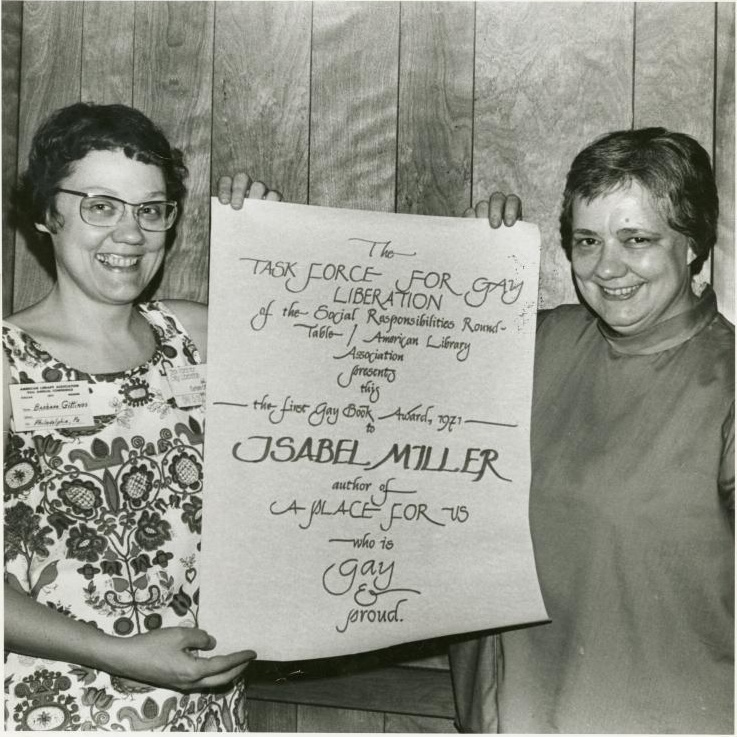 The
TASK FORCE FOR GAY
LIBERATION
of the Social Responsibilities Round-
Table / American Library
Association
presents
this
the first Gay Book Award, 1971
to
ISABEL MILLER
author of
A PLACE FOR US
who is
gay
&
proud.
AMERICAN LIBRARY ASSOCIATION
Barbara Gittings
Philadelphia, Pa